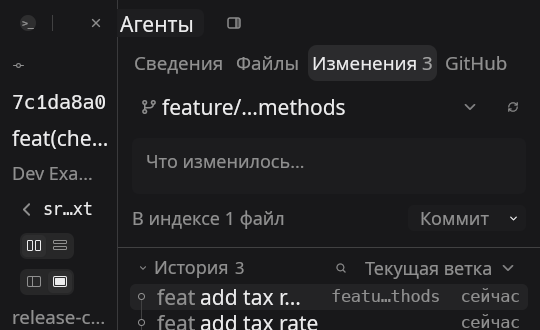 Агенты
Сведения Файлы Изменения 3 GitHub
7c1da8a0
feat(che...
Dev Exa...
sr...xt
release-c...
feature/...methods
Что изменилось...
В индексе 1 файл Коммит
История 3 Текущая ветка
feat add tax r... featu...thods сейчас
feat add tax rate сейчас